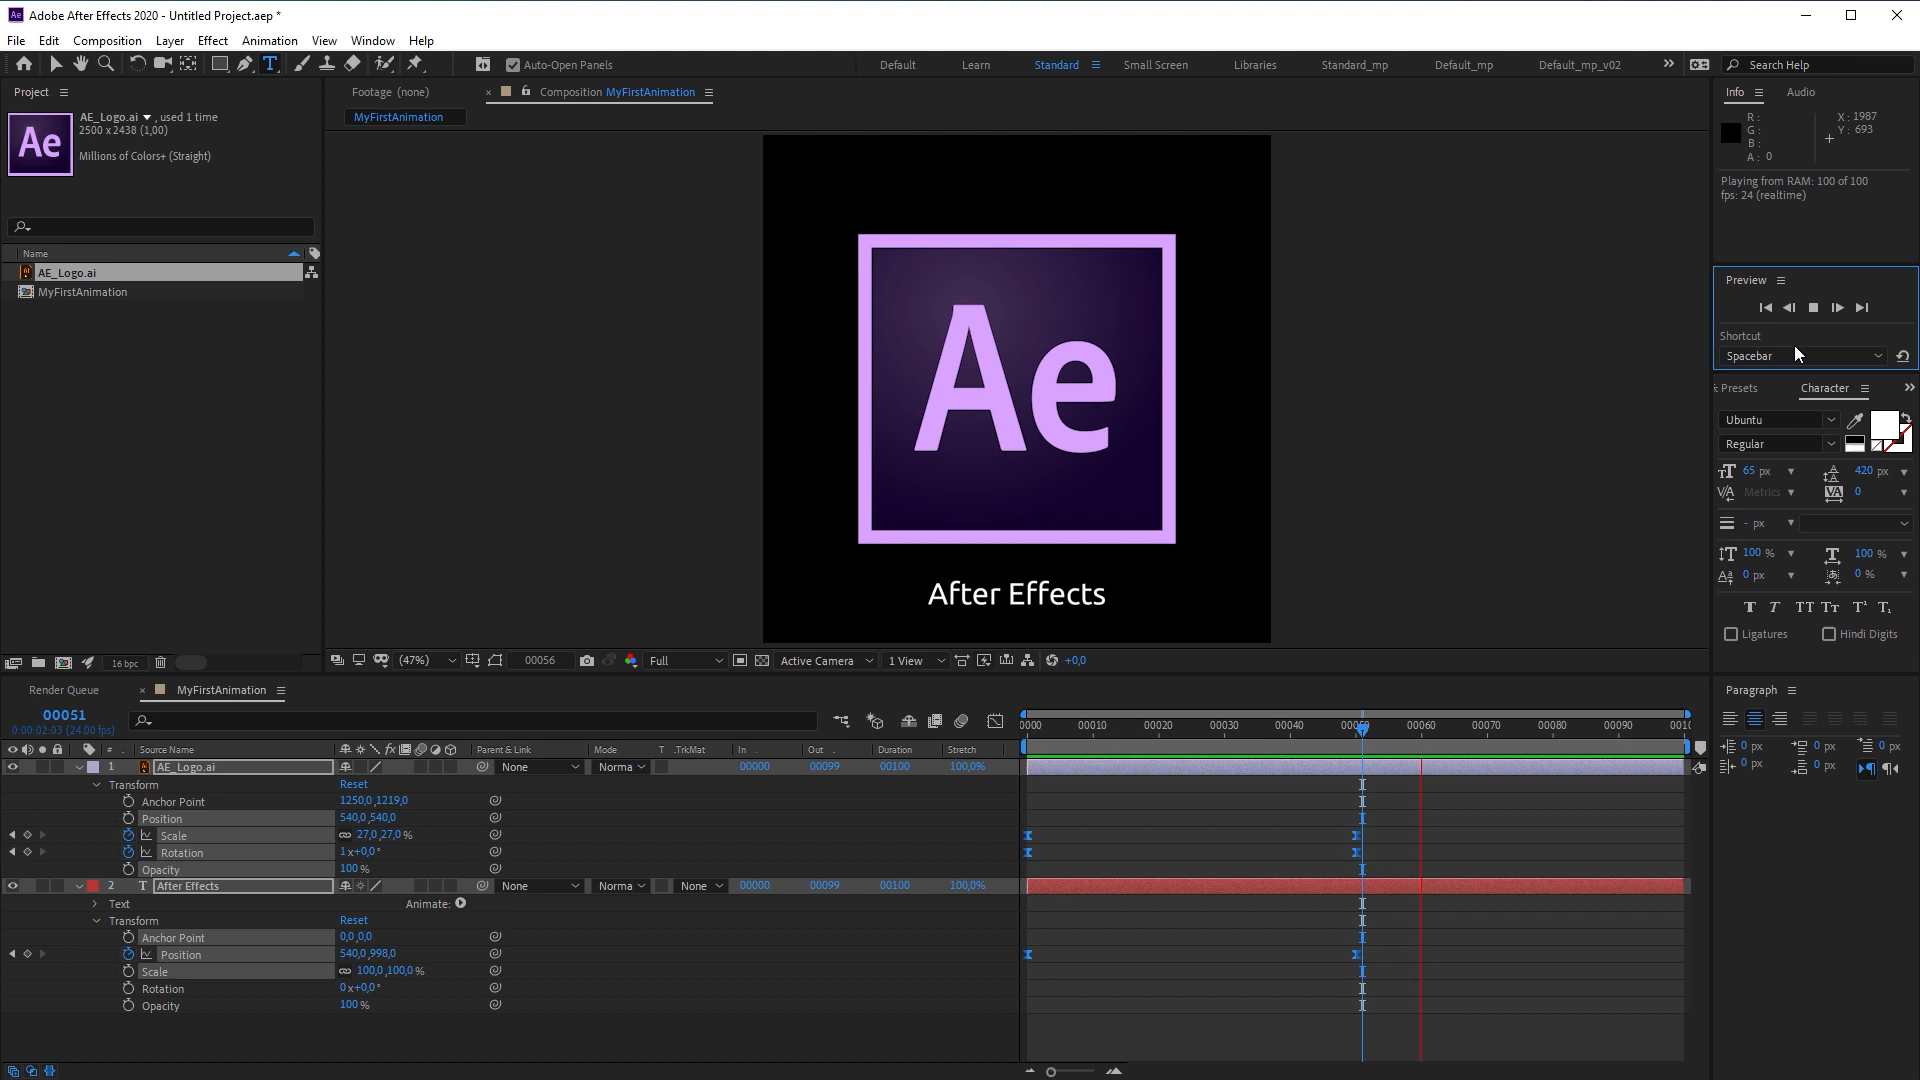 Adobe After Effects 2020 - Untitled Project.aep *
File Edit Composition Layer Effect Animation View Window Help
Auto-Open Panels
Default Learn Standard Small Screen Libraries Standard_mp Default_mp Default_mp_v02
Search Help
Project
AE_Logo.ai , used 1 time
2500 x 2438 (1,00)
Millions of Colors+ (Straight)
Ae
Name
AE_Logo.ai
MyFirstAnimation
16 bpc
Footage (none)
Composition MyFirstAnimation
MyFirstAnimation
Ae
After Effects
(47%) 00056 Full Active Camera 1 View +0,0
Info Audio
R :
G :
B :
A : 0
X : 1987
Y : 693
Playing from RAM: 100 of 100
fps: 24 (realtime)
Preview
Shortcut
Spacebar
Presets Character
Ubuntu
Regular
65 px 420 px
Metrics 0
- px
100 % 100 %
0 px 0 %
T T TT Tt T¹ T₁
Ligatures Hindi Digits
Paragraph
0 px 0 px 0 px
0 px 0 px
Render Queue MyFirstAnimation
00051
0:00:02:03 (24.00 fps)
# Source Name Parent & Link Mode T .TrkMat In Out Duration Stretch
0000 00010 00020 00030 00040 00060 00070 00080 00090 0010
1 AE_Logo.ai None Norma 00000 00099 00100 100,0%
Transform Reset
Anchor Point 1250,0,1219,0
Position 540,0,540,0
Scale 27,0,27,0 %
Rotation 1x+0,0°
Opacity 100 %
2 T After Effects None Norma None 00000 00099 00100 100,0%
Text Animate:
Transform Reset
Anchor Point 0,0,0,0
Position 540,0,998,0
Scale 100,0,100,0 %
Rotation 0x+0,0°
Opacity 100 %